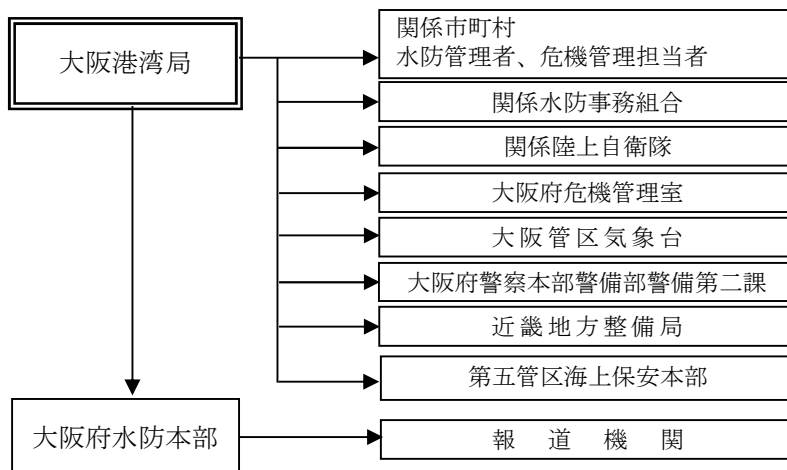 大阪港湾局
関係市町村
水防管理者、危機管理担当者
関係水防事務組合
関係陸上自衛隊
大阪府危機管理室
大阪管区気象台
大阪府警察本部警備部警備第二課
近畿地方整備局
第五管区海上保安本部
大阪府水防本部
報道機関